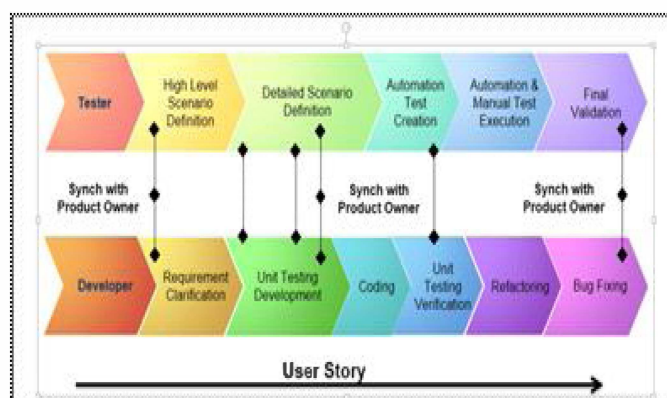 Tester
High Level
Scenario
Definition
Detailed Scenario
Definition
Automation
Test
Creation
Automation &
Manual Test
Execution
Final
Validation
Synch with
Product Owner
Synch with
Product Owner
Synch with
Product Owner
Developer
Requirement
Clarification
Unit Testing
Development
Coding
Unit
Testing
Verification
Refactoring
Bug Fixing
User Story